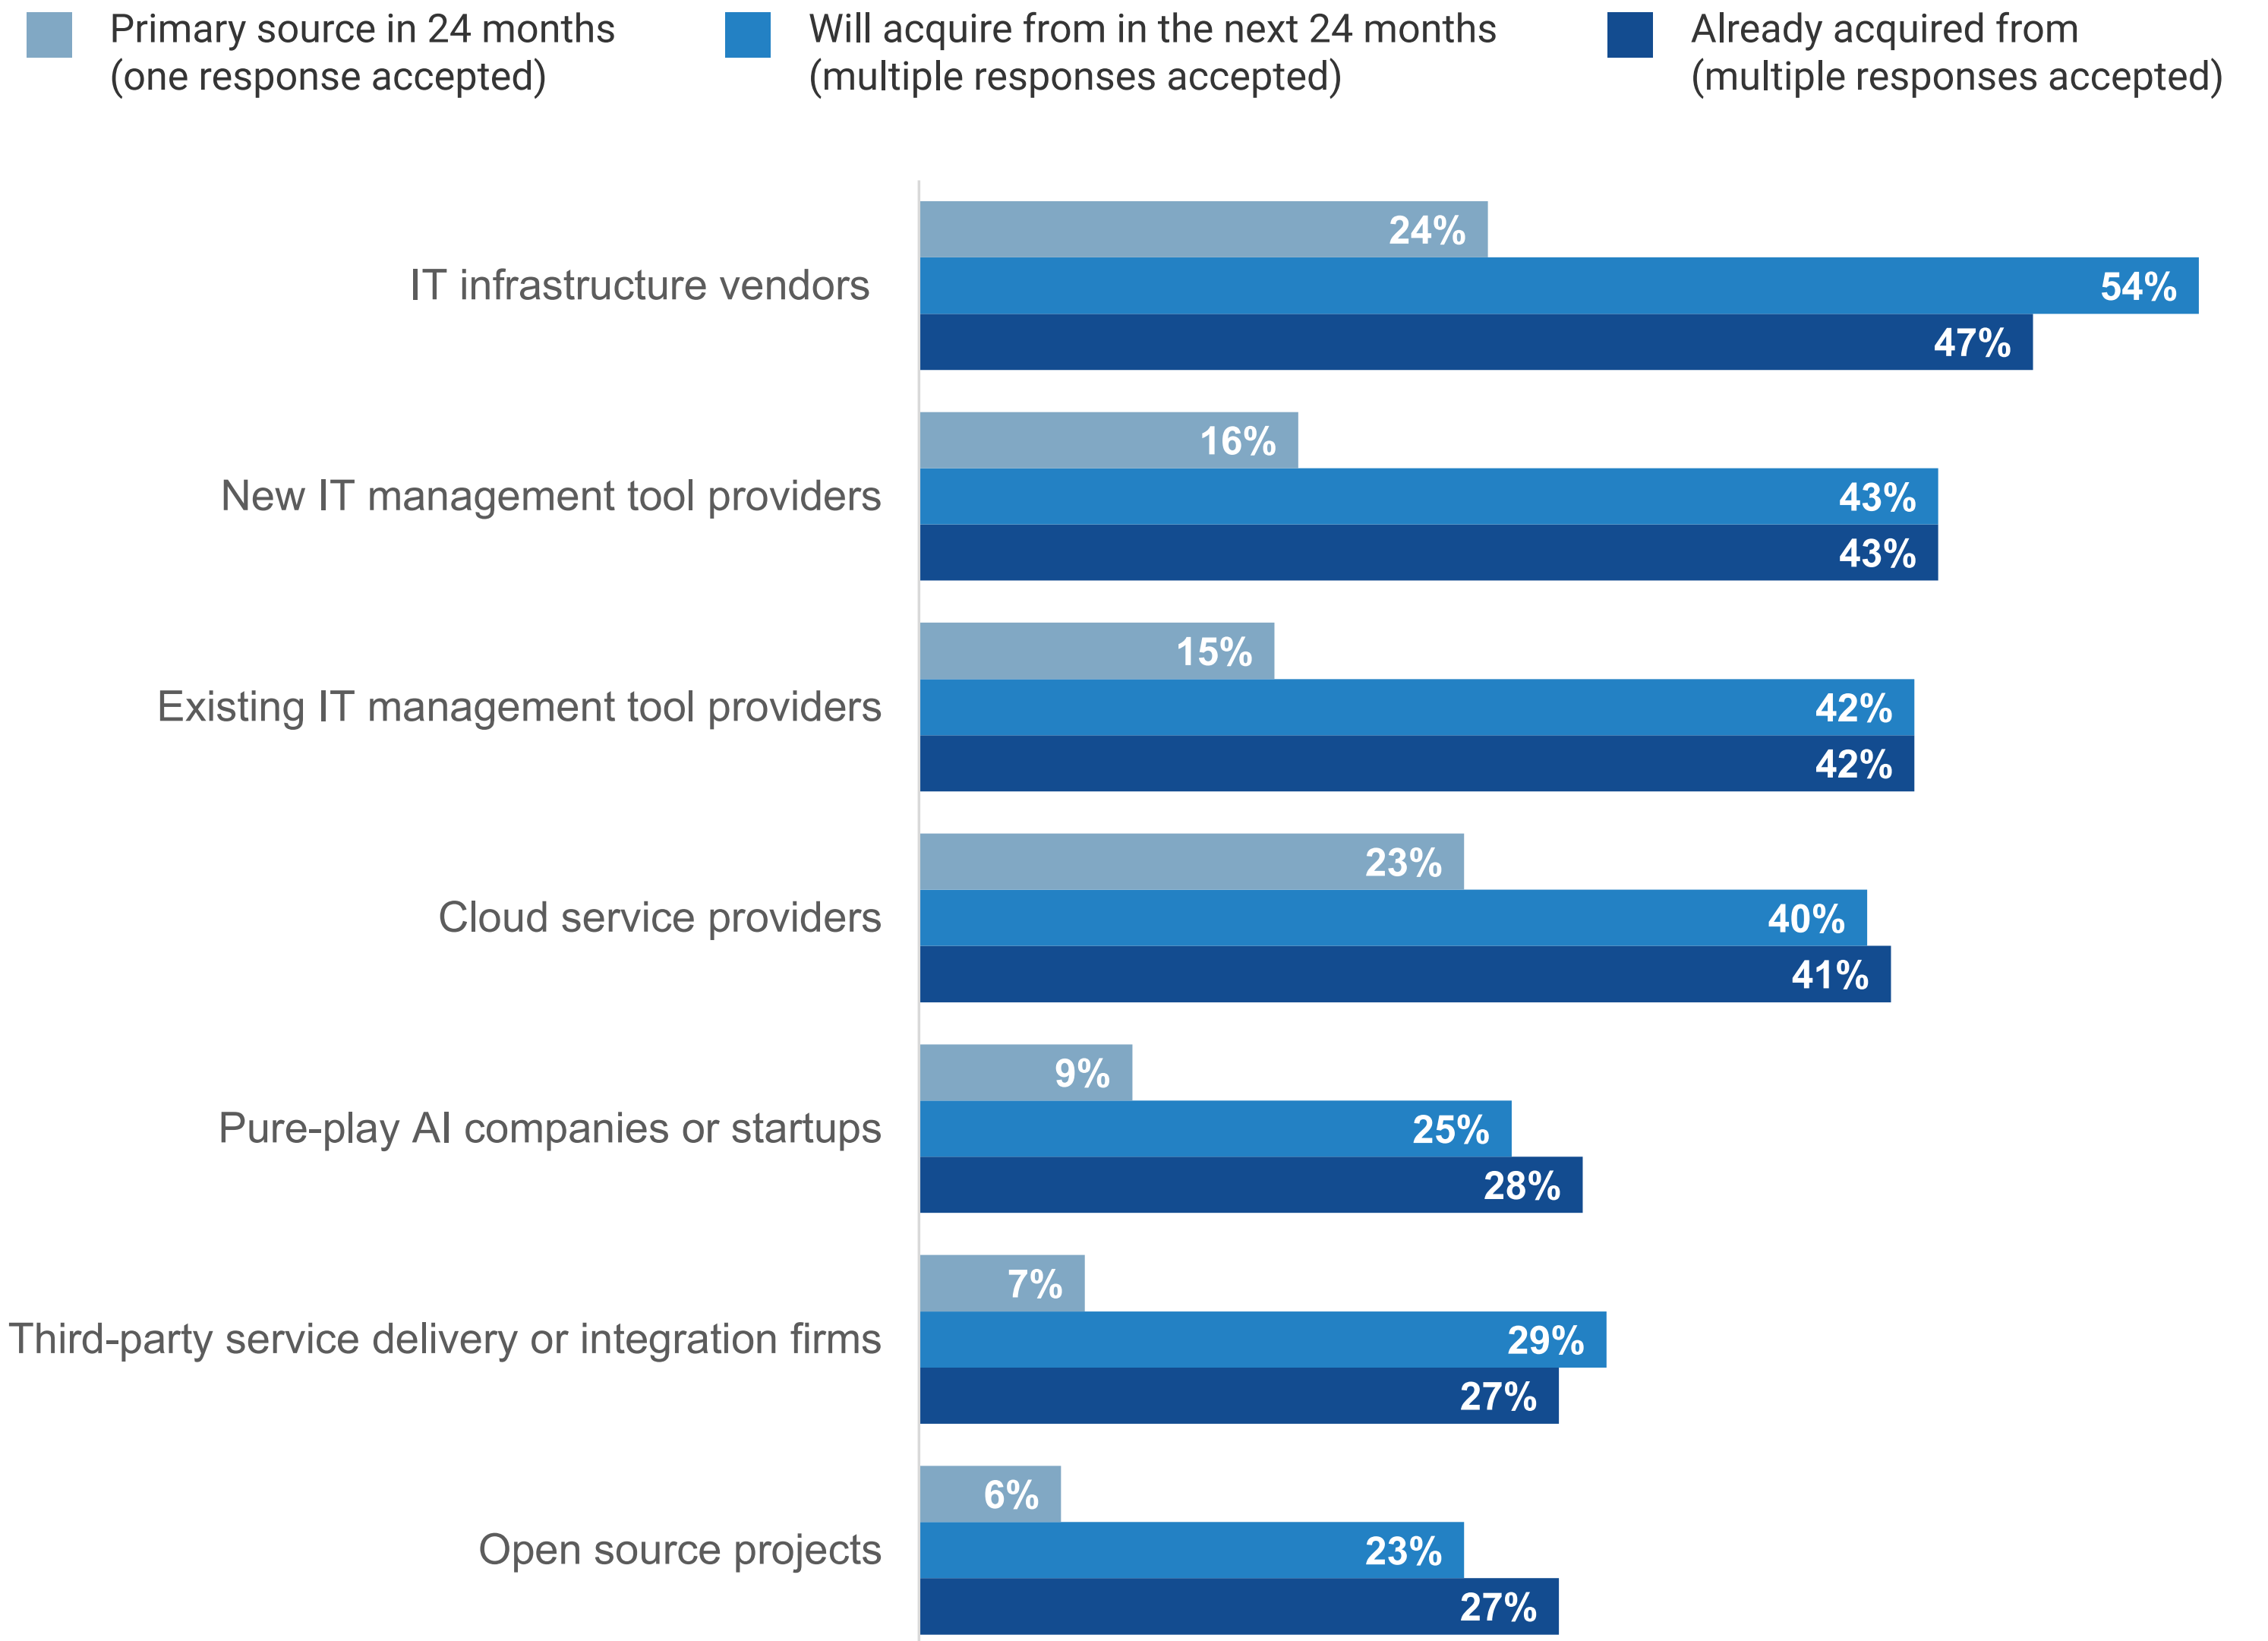 Primary source in 24 months
(one response accepted)
Will acquire from in the next 24 months
(multiple responses accepted)
Already acquired from
(multiple responses accepted)
IT infrastructure vendors
24%
54%
47%
New IT management tool providers
16%
43%
43%
Existing IT management tool providers
15%
42%
42%
Cloud service providers
23%
40%
41%
Pure-play AI companies or startups
9%
25%
28%
Third-party service delivery or integration firms
7%
29%
27%
Open source projects
6%
23%
27%